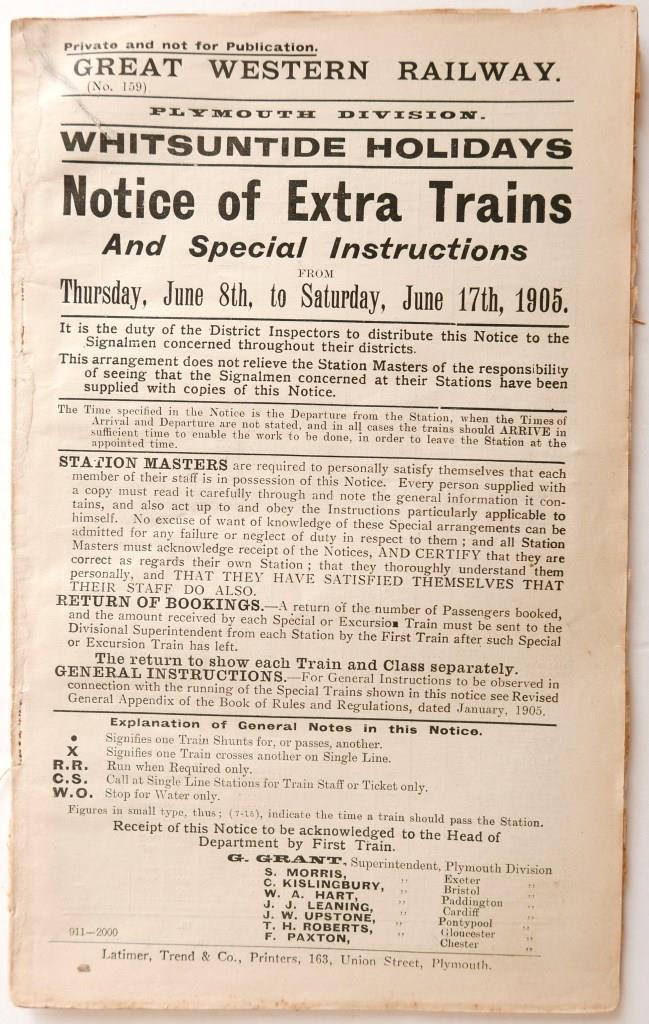 Private and not for Publication.
GREAT WESTERN RAILWAY.
(No. 159)
PLYMOUTH DIVISION.
WHITSUNTIDE HOLIDAYS
Notice of Extra Trains
And Special Instructions
FROM
Thursday, June 8th, to Saturday, June 17th, 1905.
It is the duty of the District Inspectors to distribute this Notice to the
Signalmen concerned throughout their districts.
This arrangement does not relieve the Station Masters of the responsibility
of seeing that the Signalmen concerned at their Stations have been
supplied with copies of this Notice.
The Time specified in the Notice is the Departure from the Station, when the Times of
Arrival and Departure are not stated, and in all cases the trains should ARRIVE in
sufficient time to enable the work to be done, in order to leave the Station at the
appointed time.
STATION MASTERS are required to personally satisfy themselves that each
member of their staff is in possession of this Notice. Every person supplied with
a copy must read it carefully through and note the general information it con-
tains, and also act up to and obey the Instructions particularly applicable to
himself. No excuse of want of knowledge of these Special arrangements can be
admitted for any failure or neglect of duty in respect to them ; and all Station
Masters must acknowledge receipt of the Notices, AND CERTIFY that they are
correct as regards their own Station ; that they thoroughly understand them
personally, and THAT THEY HAVE SATISFIED THEMSELVES THAT
THEIR STAFF DO ALSO.
RETURN OF BOOKINGS.—A return of the number of Passengers booked,
and the amount received by each Special or Excursion Train must be sent to the
Divisional Superintendent from each Station by the First Train after such Special
or Excursion Train has left.
The return to show each Train and Class separately.
GENERAL INSTRUCTIONS.—For General Instructions to be observed in
connection with the running of the Special Trains shown in this notice see Revised
General Appendix of the Book of Rules and Regulations, dated January, 1905.
Explanation of General Notes in this Notice.
• Signifies one Train Shunts for, or passes, another.
X Signifies one Train crosses another on Single Line.
R.R. Run when Required only.
C.S. Call at Single Line Stations for Train Staff or Ticket only.
W.O. Stop for Water only.
Figures in small type, thus ; (7-15), indicate the time a train should pass the Station.
Receipt of this Notice to be acknowledged to the Head of
Department by First Train.
G. GRANT, Superintendent, Plymouth Division
S. MORRIS, ,, Exeter ,,
C. KISLINGBURY, ,, Bristol ,,
W. A. HART, ,, Paddington ,,
J. J. LEANING, ,, Cardiff ,,
J. W. UPSTONE, ,, Pontypool ,,
T. H. ROBERTS, ,, Gloucester ,,
F. PAXTON, ,, Chester ,,
911—2000
Latimer, Trend & Co., Printers, 163, Union Street, Plymouth.